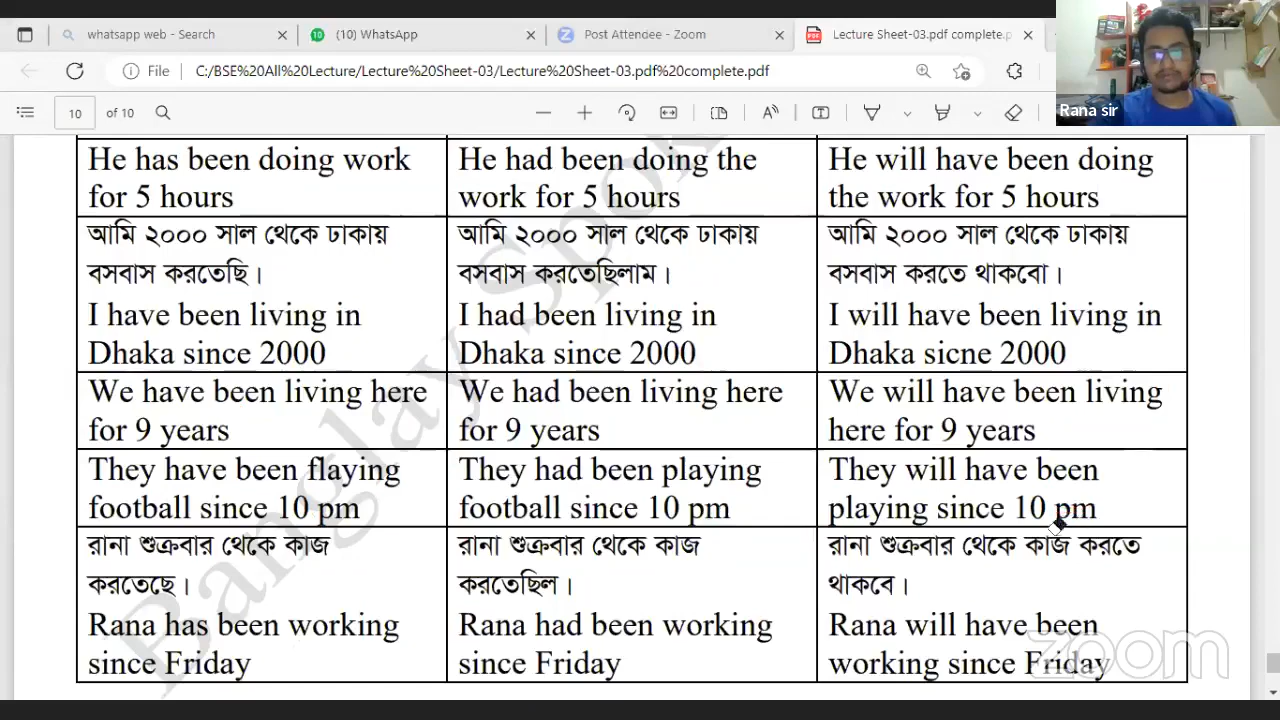 whatsapp web - Search
(10) WhatsApp
Post Attendee - Zoom
Lecture Sheet-03.pdf complete.p
File
C:/BSE%20All%20Lecture/Lecture%20Sheet-03/Lecture%20Sheet-03.pdf%20complete.pdf
10 of 10
Rana sir
He has been doing work
for 5 hours
He had been doing the
work for 5 hours
He will have been doing
the work for 5 hours
আমি ২০০০ সাল থেকে ঢাকায়
বসবাস করতেছি।
I have been living in
Dhaka since 2000
আমি ২০০০ সাল থেকে ঢাকায়
বসবাস করতেছিলাম।
I had been living in
Dhaka since 2000
আমি ২০০০ সাল থেকে ঢাকায়
বসবাস করতে থাকবো।
I will have been living in
Dhaka sicne 2000
We have been living here
for 9 years
We had been living here
for 9 years
We will have been living
here for 9 years
They have been flaying
football since 10 pm
They had been playing
football since 10 pm
They will have been
playing since 10 pm
রানা শুক্রবার থেকে কাজ
করতেছে।
Rana has been working
since Friday
রানা শুক্রবার থেকে কাজ
করতেছিল।
Rana had been working
since Friday
রানা শুক্রবার থেকে কাজ করতে
থাকবে।
Rana will have been
working since Friday
Banglay Spok
zoom